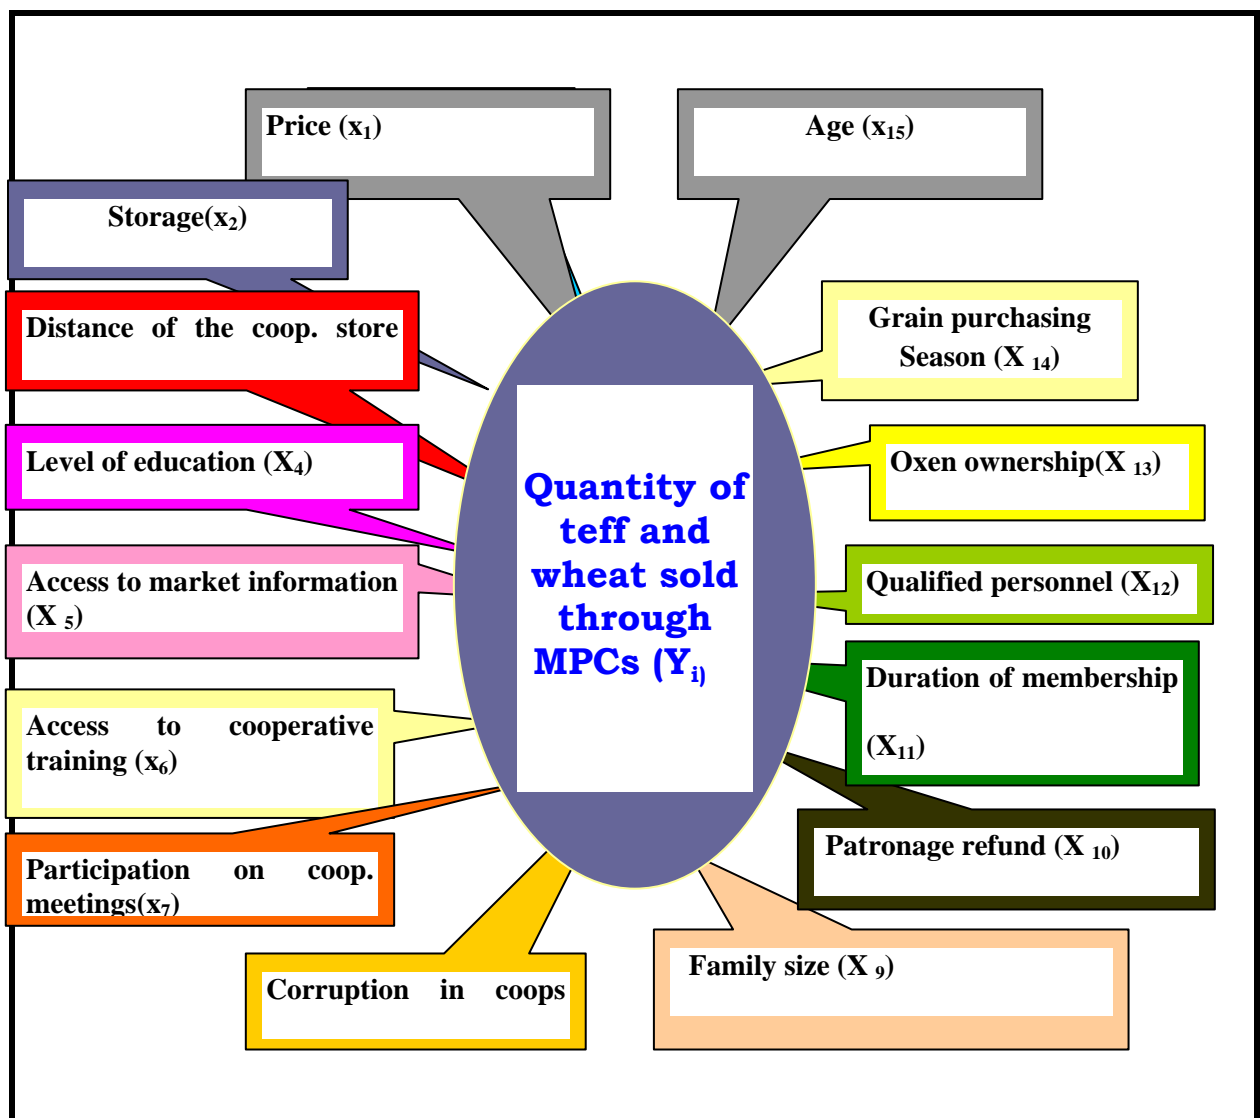 Price (x₁)
Age (x₁₅)
Storage(x₂)
Distance of the coop. store
Grain purchasing
Season (X ₁₄)
Level of education (X₄)
Oxen ownership(X ₁₃)
Quantity of
teff and
wheat sold
through
MPCs (Yᵢ₎
Access to market information
(X ₅)
Qualified personnel (X₁₂)
Duration of membership
(X₁₁)
Access to cooperative
training (x₆)
Patronage refund (X ₁₀)
Participation on coop.
meetings(x₇)
Family size (X ₉)
Corruption in coops